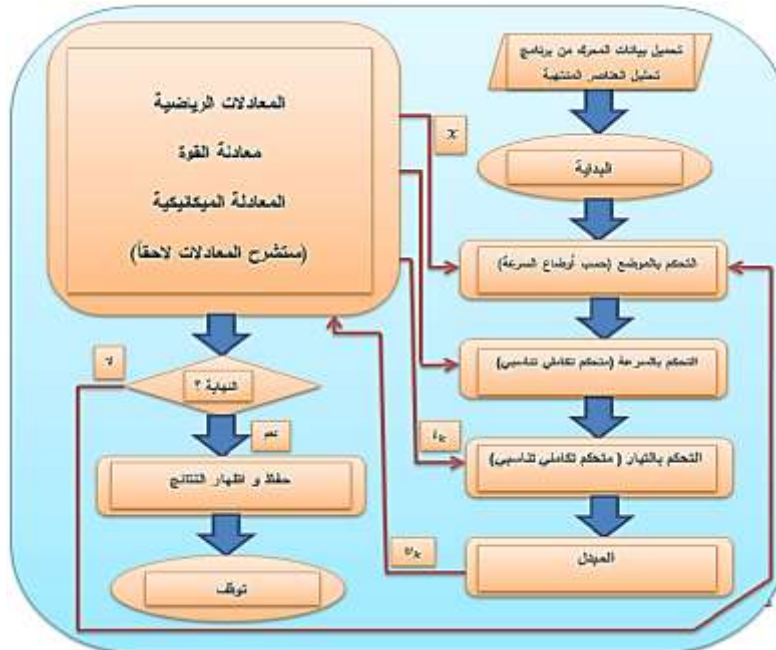 تحميل بيانات المحرك من برنامج
تحليل العناصر المنتهية
البداية
التحكم بالموضع (حسب أوضاع السرعة)
التحكم بالسرعة (متحكم تكاملي تناسبي)
التحكم بالتيار ( متحكم تكاملي تناسبي)
المبدل
المعادلات الرياضية
معادلة القوة
المعادلة الميكانيكية
(ستشرح المعادلات لاحقاً)
x
i_k
v_k
النهاية ؟
لا
نعم
حفظ و اظهار النتائج
توقف